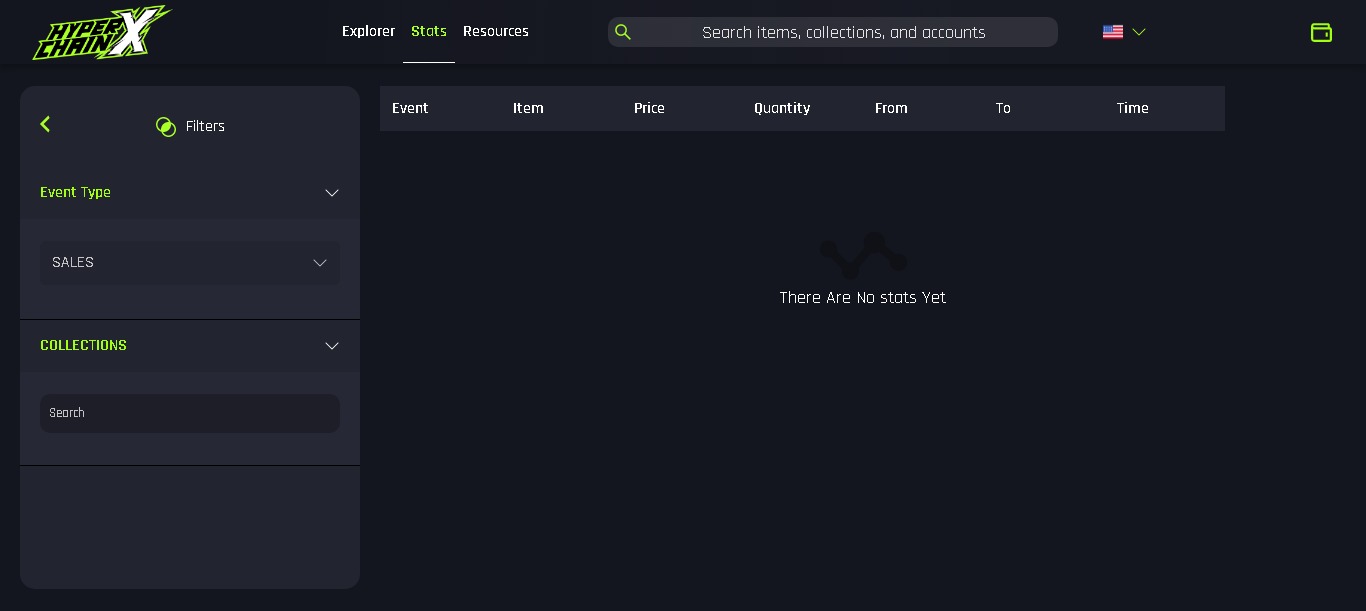 HYPER
CHAIN X
Explorer Stats Resources
Search items, collections, and accounts
Filters
Event Type
SALES
COLLECTIONS
Search
Event Item Price Quantity From To Time
There Are No stats Yet